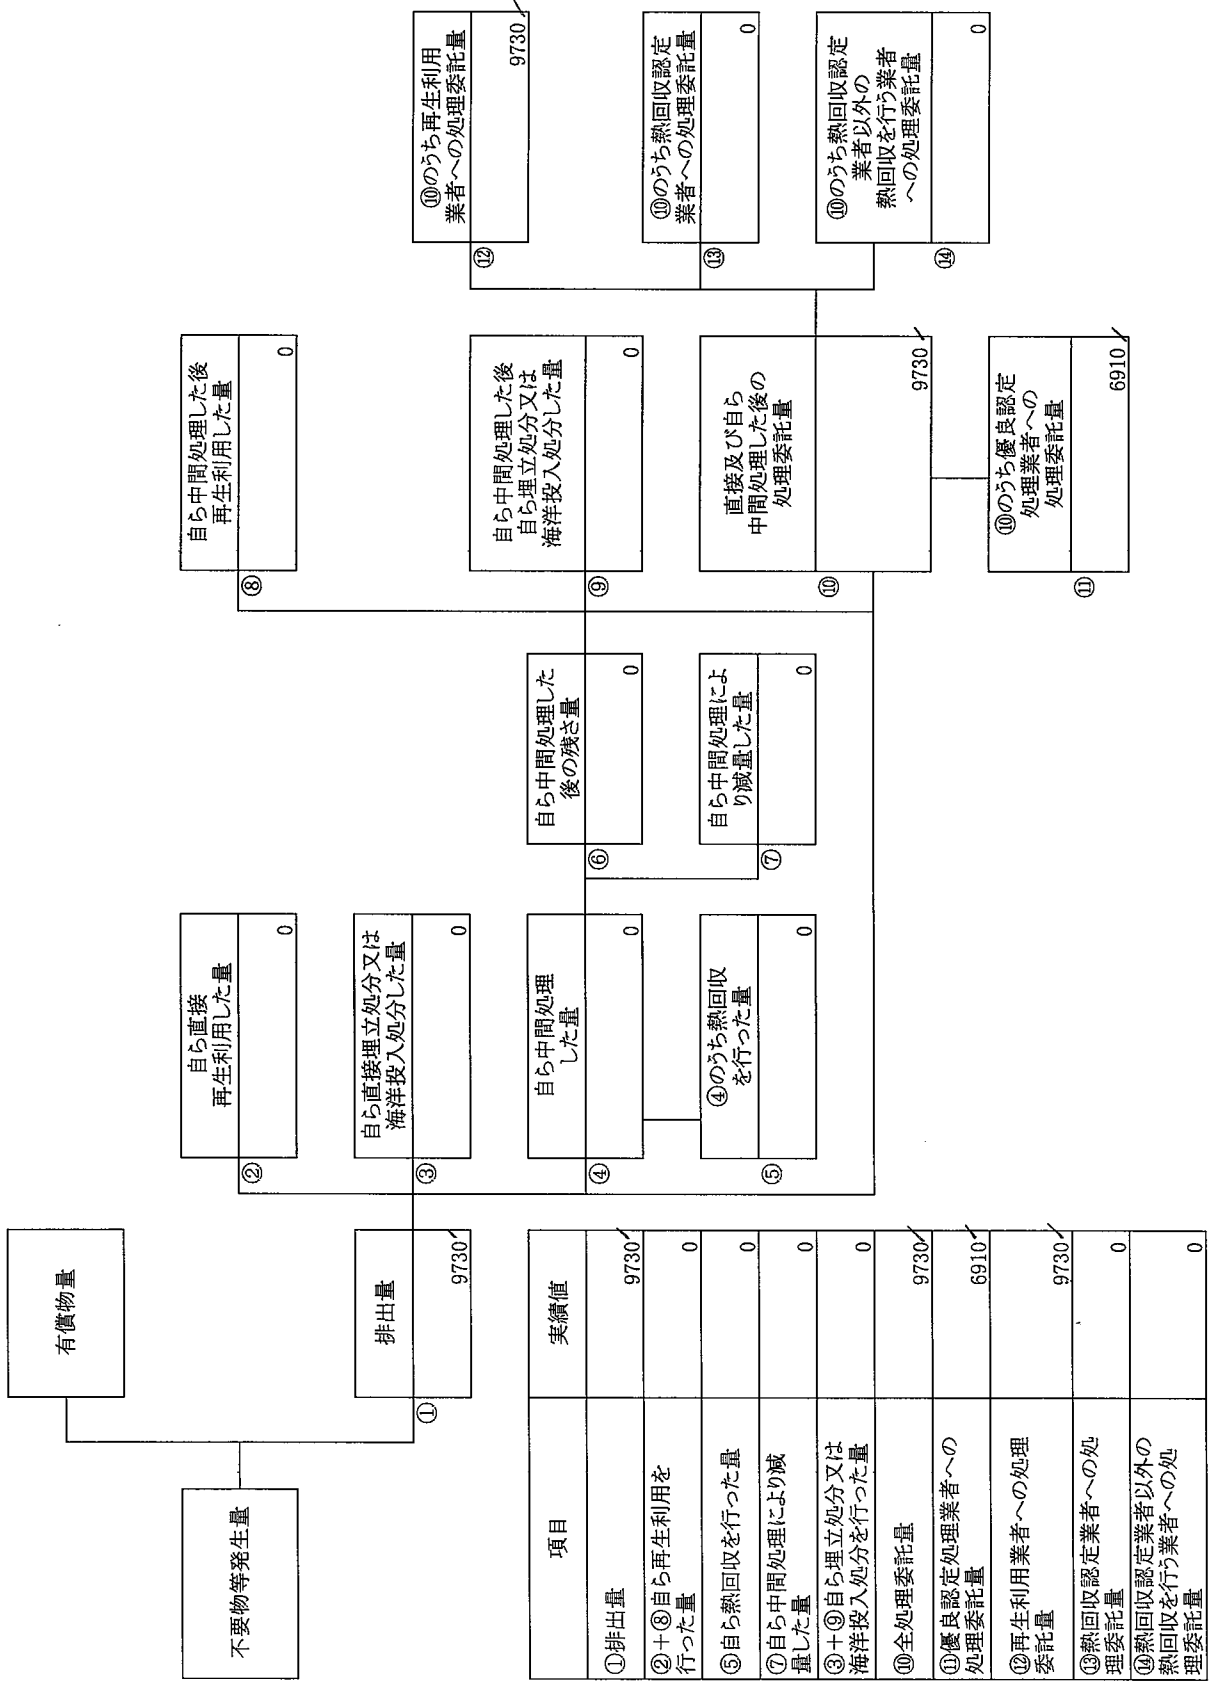 不要物等発生量
有償物量
排出量
①
9730
自ら直接
再生利用した量
②
0
自ら直接埋立処分又は
海洋投入処分した量
③
0
自ら中間処理
した量
④
0
④のうち熱回収
を行った量
⑤
0
自ら中間処理した
後の残さ量
⑥
0
自ら中間処理によ
り減量した量
⑦
0
自ら中間処理した後
再生利用した量
⑧
0
自ら中間処理した後
自ら埋立処分又は
海洋投入処分した量
⑨
0
直接及び自ら
中間処理した後の
処理委託量
⑩
9730
⑩のうち優良認定
処理業者への
処理委託量
⑪
6910
⑩のうち再生利用
業者への処理委託量
⑫
9730
⑩のうち熱回収認定
業者への処理委託量
⑬
0
⑩のうち熱回収認定
業者以外の
熱回収を行う業者
への処理委託量
⑭
0
項目 実績値
①排出量 9730
②+⑧自ら再生利用を
行った量 0
⑤自ら熱回収を行った量 0
⑦自ら中間処理により減
量した量 0
③+⑨自ら埋立処分又は
海洋投入処分を行った量 0
⑩全処理委託量 9730
⑪優良認定処理業者への
処理委託量 6910
⑫再生利用業者への処理
委託量 9730
⑬熱回収認定業者への処
理委託量 0
⑭熱回収認定業者以外の
熱回収を行う業者への処
理委託量 0